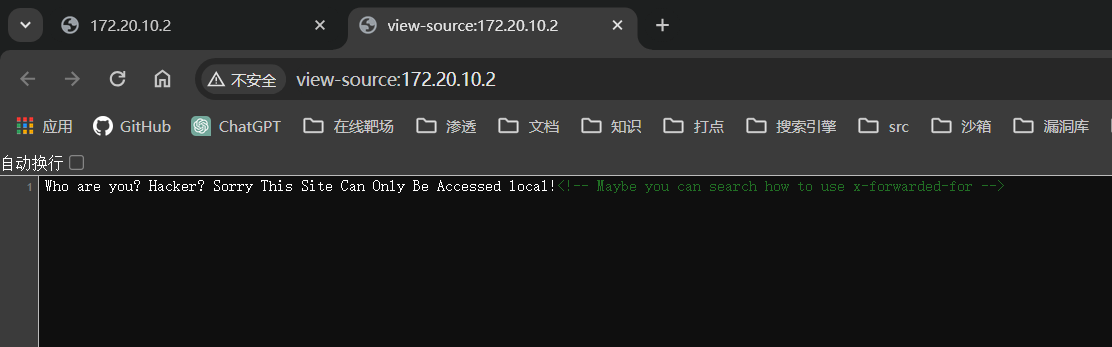 172.20.10.2
view-source:172.20.10.2
不安全 view-source:172.20.10.2
应用 GitHub ChatGPT 在线靶场 渗透 文档 知识 打点 搜索引擎 src 沙箱 漏洞库
自动换行
1 Who are you? Hacker? Sorry This Site Can Only Be Accessed local!<!-- Maybe you can search how to use x-forwarded-for -->